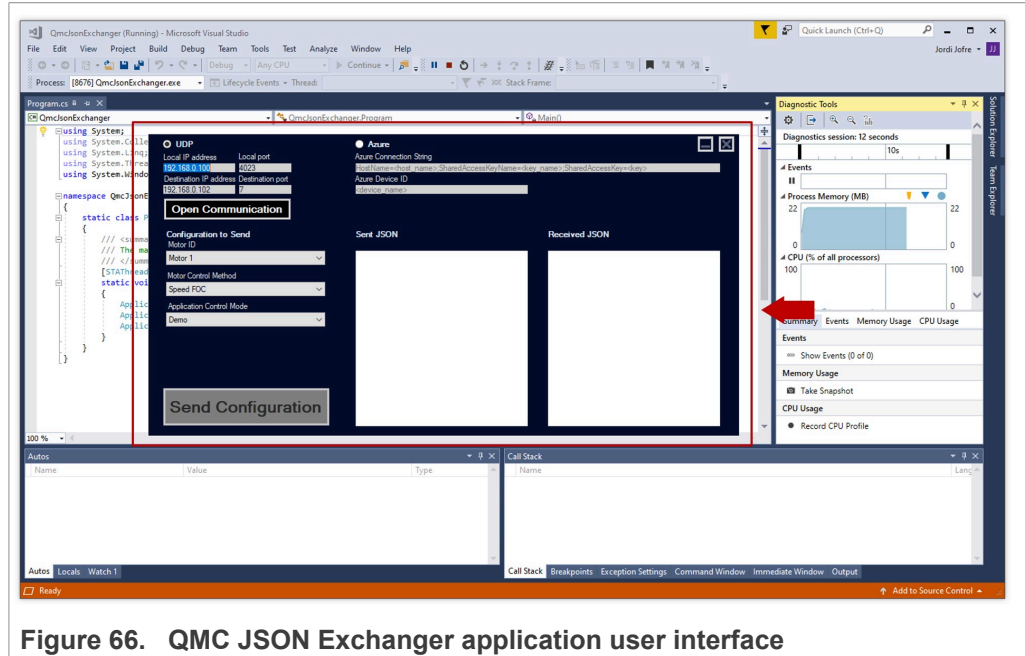 QmcJsonExchanger (Running) - Microsoft Visual Studio
Quick Launch (Ctrl+Q)
File Edit View Project Build Debug Team Tools Test Analyze Window Help
Jordi Jofre
JJ
Debug Any CPU Continue
Process: [8676] QmcJsonExchanger.exe Lifecycle Events Thread: Stack Frame:
Program.cs
QmcJsonExchanger QmcJsonExchanger.Program Main()
using System;
using System.Colle
using System.Linq;
using System.Threa
using System.Windo
namespace QmcJsonE
{
static class P
{
/// <summa
/// The ma
/// </summ
[STAThread
static voi
{
Applic
Applic
Applic
}
}
}
100 %
UDP
Local IP address Local port
192.168.0.100 4023
Destination IP address Destination port
192.168.0.102 7
Open Communication
Azure
Azure Connection String
HostName=<host_name>;SharedAccessKeyName=<key_name>;SharedAccessKey=<key>
Azure Device ID
<device_name>
Configuration to Send
Motor ID
Motor 1
Motor Control Method
Speed FOC
Application Control Mode
Demo
Send Configuration
Sent JSON
Received JSON
Diagnostic Tools
Diagnostics session: 12 seconds
10s
Events
Process Memory (MB)
22 22
0 0
CPU (% of all processors)
100 100
0
Summary Events Memory Usage CPU Usage
Events
Show Events (0 of 0)
Memory Usage
Take Snapshot
CPU Usage
Record CPU Profile
Solution Explorer
Team Explorer
Autos
Name Value Type
Autos Locals Watch 1
Call Stack
Name Lang
Call Stack Breakpoints Exception Settings Command Window Immediate Window Output
Ready
Add to Source Control
Figure 66. QMC JSON Exchanger application user interface